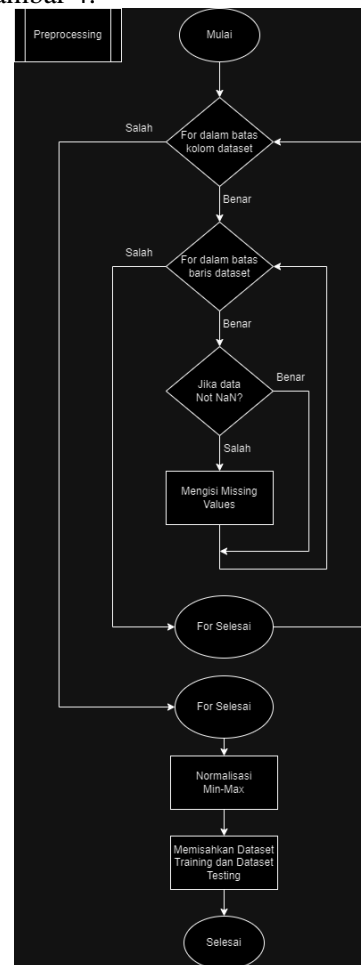 ambar 4.
Preprocessing
Mulai
Salah
For dalam batas
kolom dataset
Benar
Salah
For dalam batas
baris dataset
Benar
Jika data
Not NaN?
Benar
Salah
Mengisi Missing
Values
For Selesai
For Selesai
Normalisasi
Min-Max
Memisahkan Dataset
Training dan Dataset
Testing
Selesai